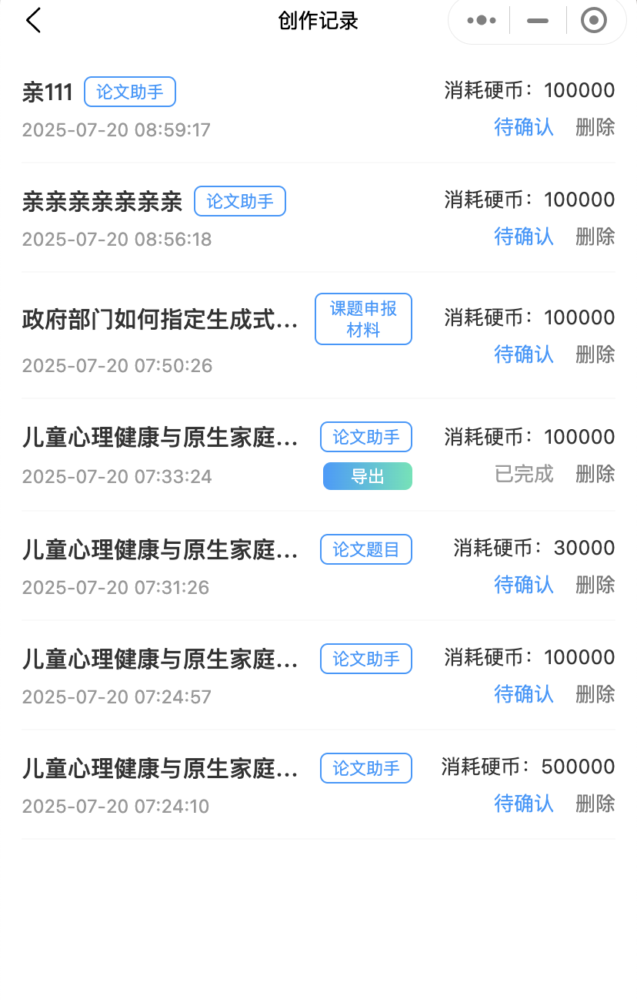 创作记录
亲111 论文助手 消耗硬币：100000
2025-07-20 08:59:17 待确认 删除
亲亲亲亲亲亲亲 论文助手 消耗硬币：100000
2025-07-20 08:56:18 待确认 删除
政府部门如何指定生成式... 课题申报材料 消耗硬币：100000
2025-07-20 07:50:26 待确认 删除
儿童心理健康与原生家庭... 论文助手 消耗硬币：100000
2025-07-20 07:33:24 导出 已完成 删除
儿童心理健康与原生家庭... 论文题目 消耗硬币：30000
2025-07-20 07:31:26 待确认 删除
儿童心理健康与原生家庭... 论文助手 消耗硬币：100000
2025-07-20 07:24:57 待确认 删除
儿童心理健康与原生家庭... 论文助手 消耗硬币：500000
2025-07-20 07:24:10 待确认 删除